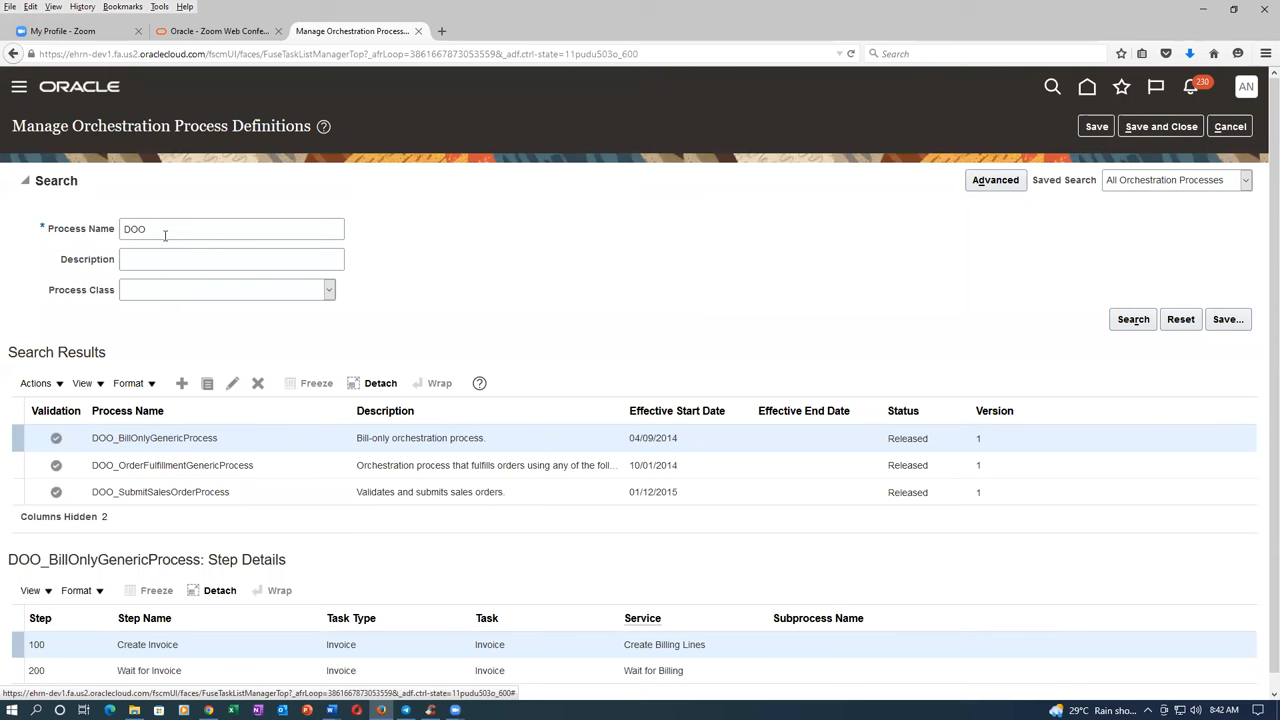 File Edit View History Bookmarks Tools Help
My Profile - Zoom Oracle - Zoom Web Confe... Manage Orchestration Process...
https://ehrn-dev1.fa.us2.oraclecloud.com/fscmUI/faces/FuseTaskListManagerTop?_afrLoop=3861667873053559&_adf.ctrl-state=11pudu503o_600 Search
ORACLE 230 AN
Manage Orchestration Process Definitions Save Save and Close Cancel
Search Advanced Saved Search All Orchestration Processes
* Process Name DOO
Description
Process Class
Search Reset Save...
Search Results
Actions View Format Freeze Detach Wrap
Validation Process Name Description Effective Start Date Effective End Date Status Version
DOO_BillOnlyGenericProcess Bill-only orchestration process. 04/09/2014 Released 1
DOO_OrderFulfillmentGenericProcess Orchestration process that fulfills orders using any of the foll... 10/01/2014 Released 1
DOO_SubmitSalesOrderProcess Validates and submits sales orders. 01/12/2015 Released 1
Columns Hidden 2
DOO_BillOnlyGenericProcess: Step Details
View Format Freeze Detach Wrap
Step Step Name Task Type Task Service Subprocess Name
100 Create Invoice Invoice Invoice Create Billing Lines
200 Wait for Invoice Invoice Invoice Wait for Billing
https://ehrn-dev1.fa.us2.oraclecloud.com/fscmUI/faces/FuseTaskListManagerTop?_afrLoop=3861667873053559&_adf.ctrl-state=11pudu503o_600#
29°C Rain sho... 8:42 AM